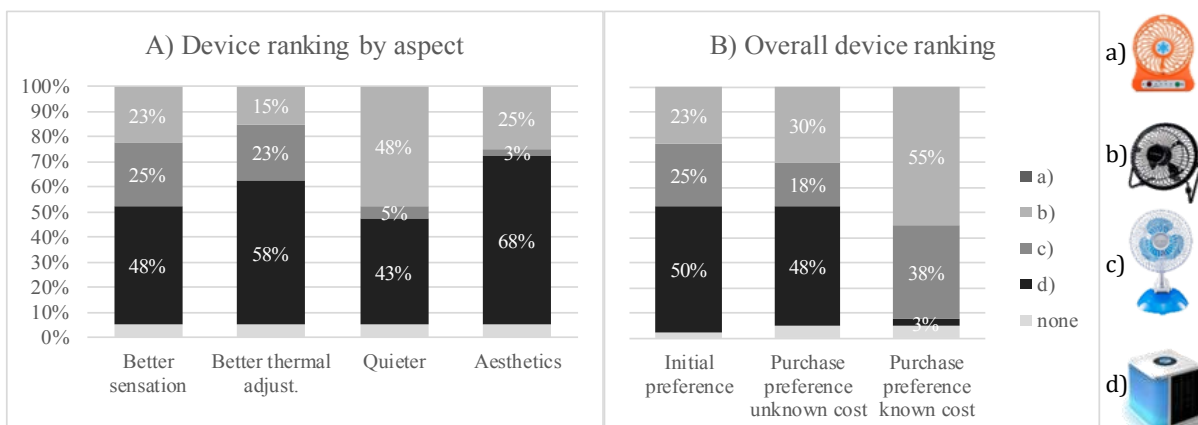 A) Device ranking by aspect
100%
90%
80%
70%
60%
50%
40%
30%
20%
10%
0%
23%
15%
48%
25%
25%
23%
5%
3%
48%
58%
43%
68%
Better
sensation
Better thermal
adjust.
Quieter
Aesthetics
B) Overall device ranking
23%
30%
55%
25%
18%
38%
50%
48%
3%
Initial
preference
Purchase
preference
unknown cost
Purchase
preference
known cost
a)
b)
c)
d)
none
a)
b)
c)
d)